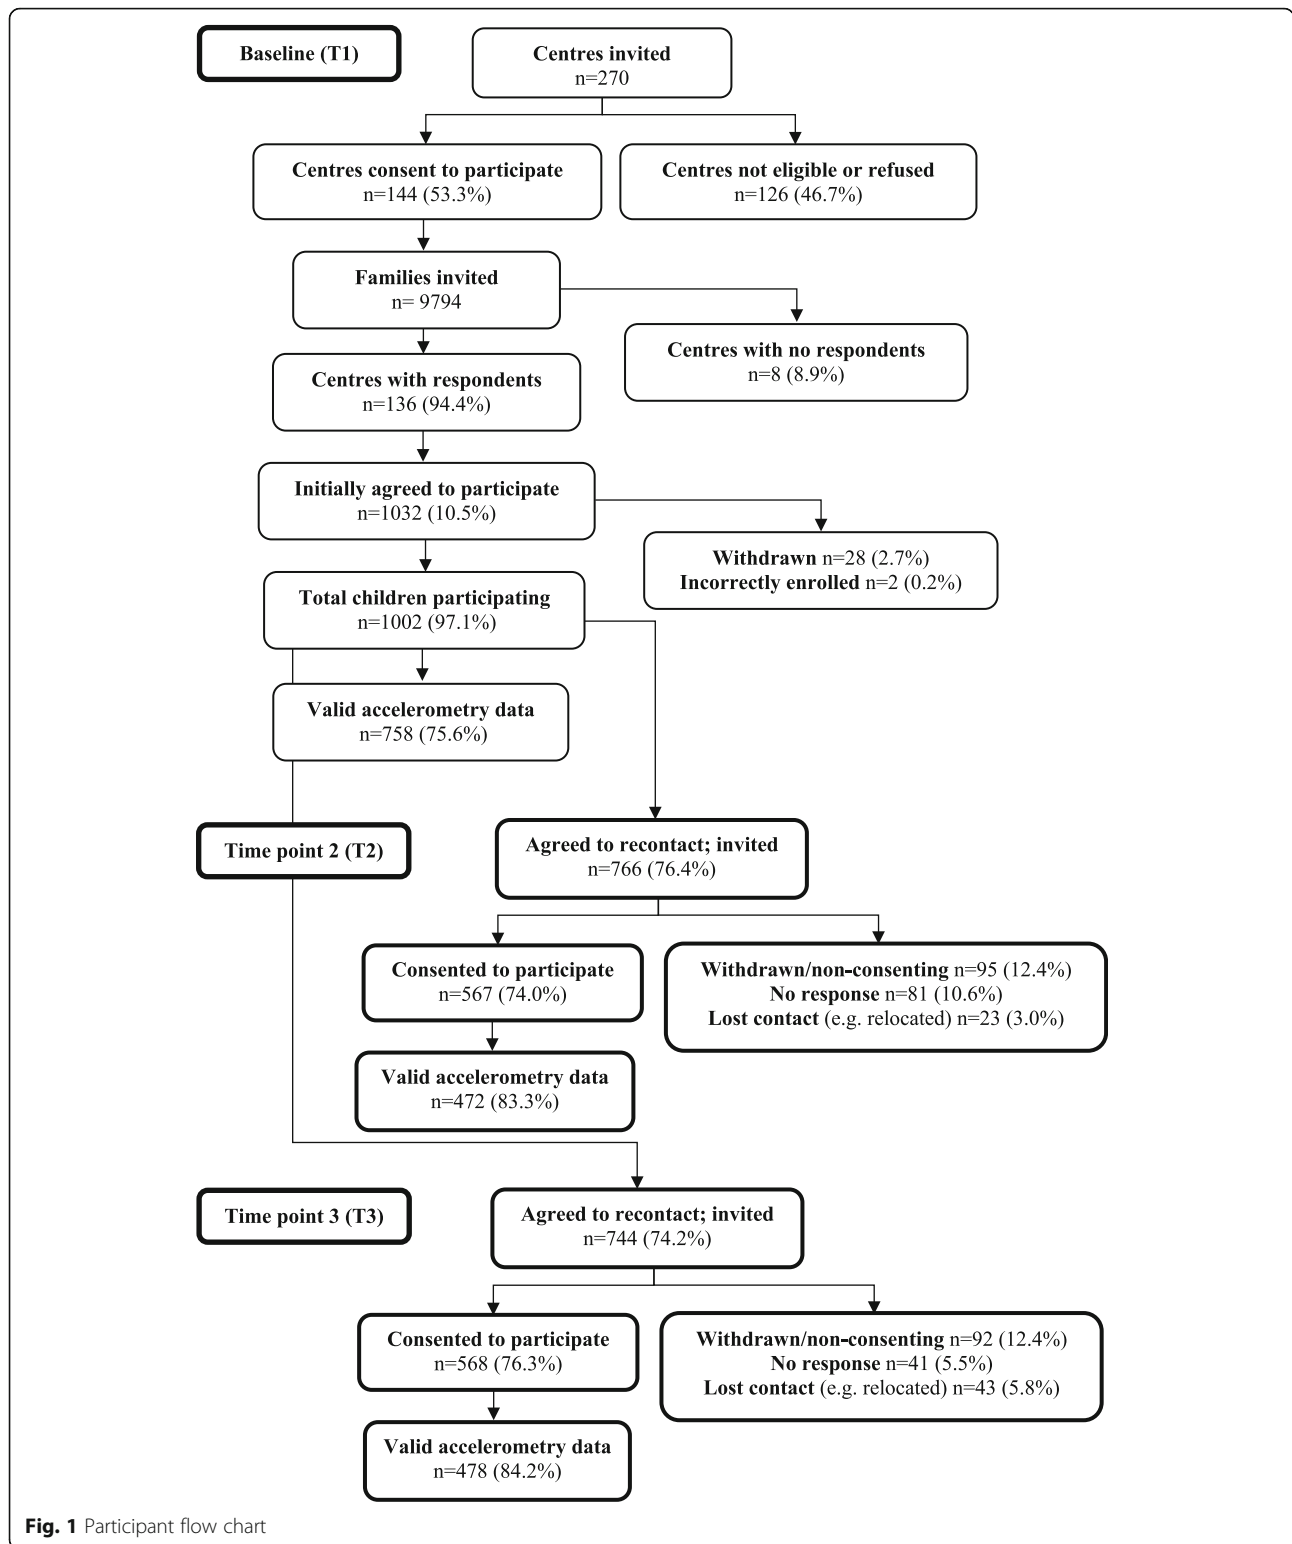 Baseline (T1)
Centres invited
n=270
Centres consent to participate
n=144 (53.3%)
Centres not eligible or refused
n=126 (46.7%)
Families invited
n= 9794
Centres with no respondents
n=8 (8.9%)
Centres with respondents
n=136 (94.4%)
Initially agreed to participate
n=1032 (10.5%)
Withdrawn n=28 (2.7%)
Incorrectly enrolled n=2 (0.2%)
Total children participating
n=1002 (97.1%)
Valid accelerometry data
n=758 (75.6%)
Time point 2 (T2)
Agreed to recontact; invited
n=766 (76.4%)
Consented to participate
n=567 (74.0%)
Withdrawn/non-consenting n=95 (12.4%)
No response n=81 (10.6%)
Lost contact (e.g. relocated) n=23 (3.0%)
Valid accelerometry data
n=472 (83.3%)
Time point 3 (T3)
Agreed to recontact; invited
n=744 (74.2%)
Consented to participate
n=568 (76.3%)
Withdrawn/non-consenting n=92 (12.4%)
No response n=41 (5.5%)
Lost contact (e.g. relocated) n=43 (5.8%)
Valid accelerometry data
n=478 (84.2%)
Fig. 1 Participant flow chart